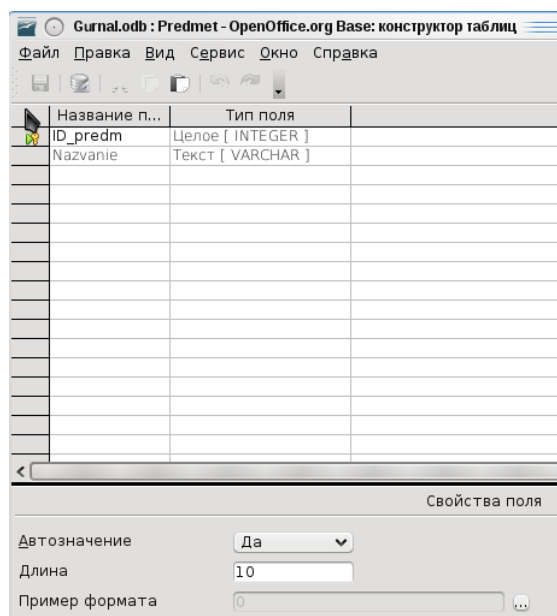 Gurnal.odb : Predmet - OpenOffice.org Base: конструктор таблиц
Файл Правка Вид Сервис Окно Справка
Название п... Тип поля
ID_predm Целое [ INTEGER ]
Nazvanie Текст [ VARCHAR ]
Свойства поля
Автозначение Да
Длина 10
Пример формата 0 ...